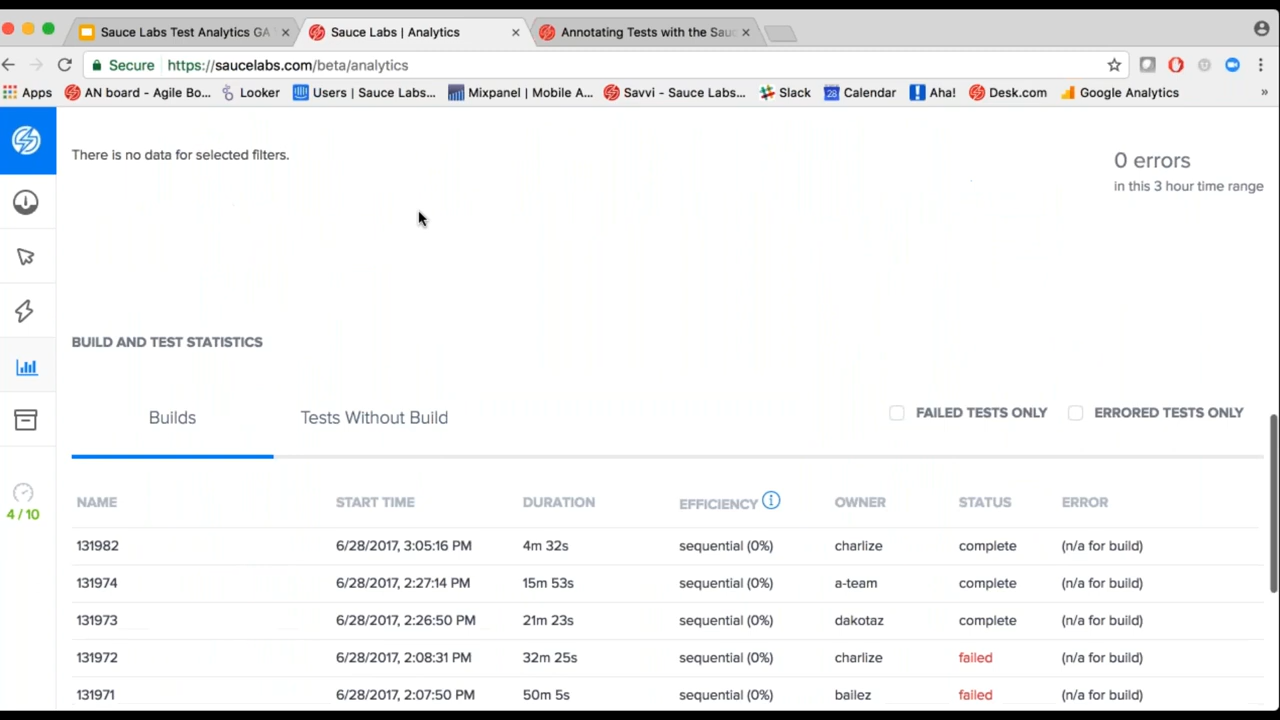 Sauce Labs Test Analytics GA
Sauce Labs | Analytics
Annotating Tests with the Sauc
Secure https://saucelabs.com/beta/analytics
Apps AN board - Agile Bo... Looker Users | Sauce Labs... Mixpanel | Mobile A... Savvi - Sauce Labs... Slack 28 Calendar Aha! Desk.com Google Analytics »
There is no data for selected filters.
0 errors
in this 3 hour time range
BUILD AND TEST STATISTICS
Builds Tests Without Build FAILED TESTS ONLY ERRORED TESTS ONLY
4 / 10
NAME START TIME DURATION EFFICIENCY OWNER STATUS ERROR
131982 6/28/2017, 3:05:16 PM 4m 32s sequential (0%) charlize complete (n/a for build)
131974 6/28/2017, 2:27:14 PM 15m 53s sequential (0%) a-team complete (n/a for build)
131973 6/28/2017, 2:26:50 PM 21m 23s sequential (0%) dakotaz complete (n/a for build)
131972 6/28/2017, 2:08:31 PM 32m 25s sequential (0%) charlize failed (n/a for build)
131971 6/28/2017, 2:07:50 PM 50m 5s sequential (0%) bailez failed (n/a for build)